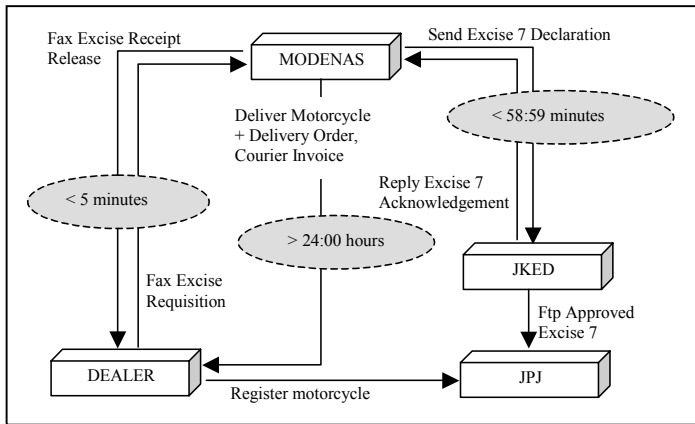 Fax Excise Receipt
Release
MODENAS
Send Excise 7 Declaration
Deliver Motorcycle
+ Delivery Order,
Courier Invoice
< 58:59 minutes
< 5 minutes
Reply Excise 7
Acknowledgement
> 24:00 hours
JKED
Fax Excise
Requisition
Ftp Approved
Excise 7
DEALER
JPJ
Register motorcycle